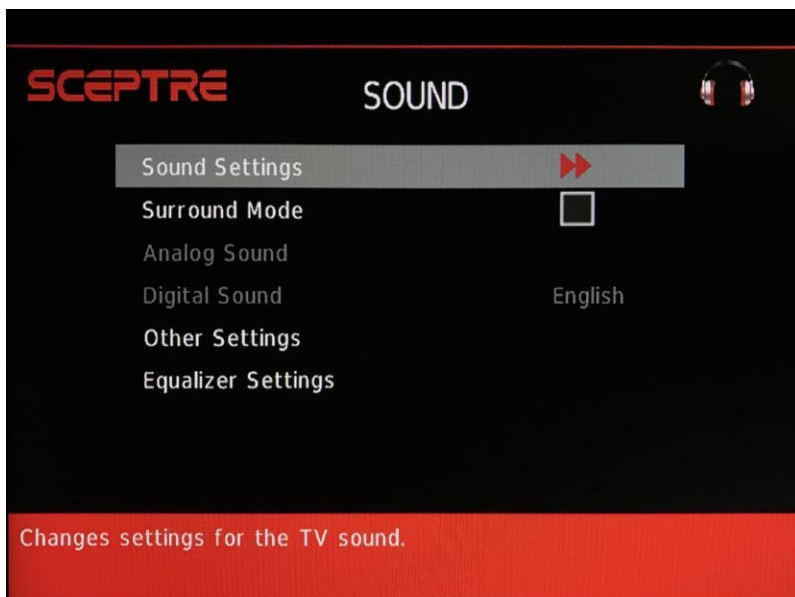 SCEPTRE
SOUND
Sound Settings
Surround Mode
Analog Sound
Digital Sound English
Other Settings
Equalizer Settings
Changes settings for the TV sound.